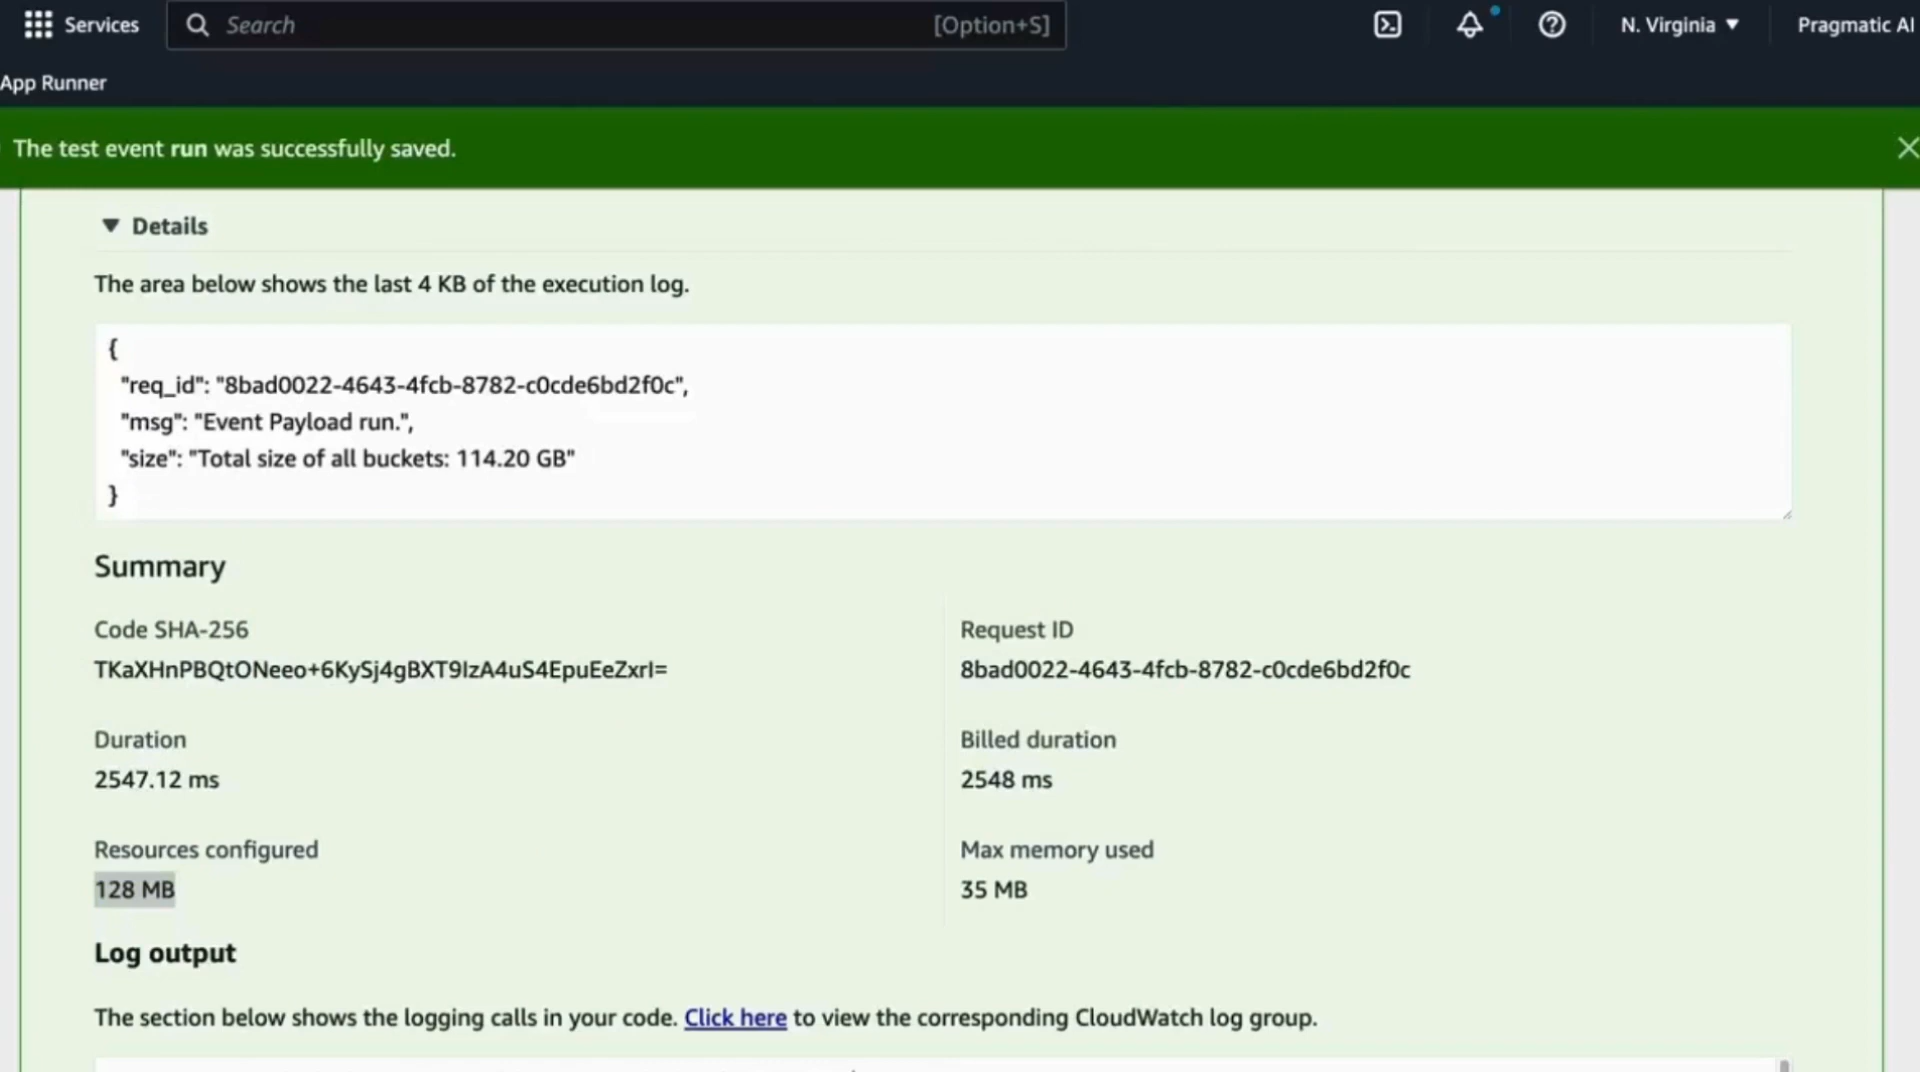 Services
Search
[Option+S]
N. Virginia
Pragmatic AI
App Runner
The test event run was successfully saved.
Details
The area below shows the last 4 KB of the execution log.
{
"req_id": "8bad0022-4643-4fcb-8782-c0cde6bd2f0c",
"msg": "Event Payload run.",
"size": "Total size of all buckets: 114.20 GB"
}
Summary
Code SHA-256
TKaXHnPBQtONeeo+6KySj4gBXT9IzA4uS4EpuEeZxrI=
Request ID
8bad0022-4643-4fcb-8782-c0cde6bd2f0c
Duration
2547.12 ms
Billed duration
2548 ms
Resources configured
128 MB
Max memory used
35 MB
Log output
The section below shows the logging calls in your code. Click here to view the corresponding CloudWatch log group.